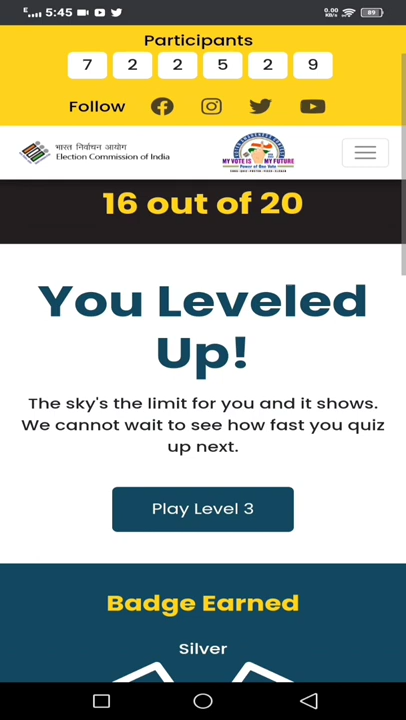 5:45
0.00
KB/s
89
Participants
7 2 2 5 2 9
Follow
भारत निर्वाचन आयोग
Election Commission of India
MY VOTE IS MY FUTURE
Power of One Vote
16 out of 20
You Leveled
Up!
The sky's the limit for you and it shows.
We cannot wait to see how fast you quiz
up next.
Play Level 3
Badge Earned
Silver